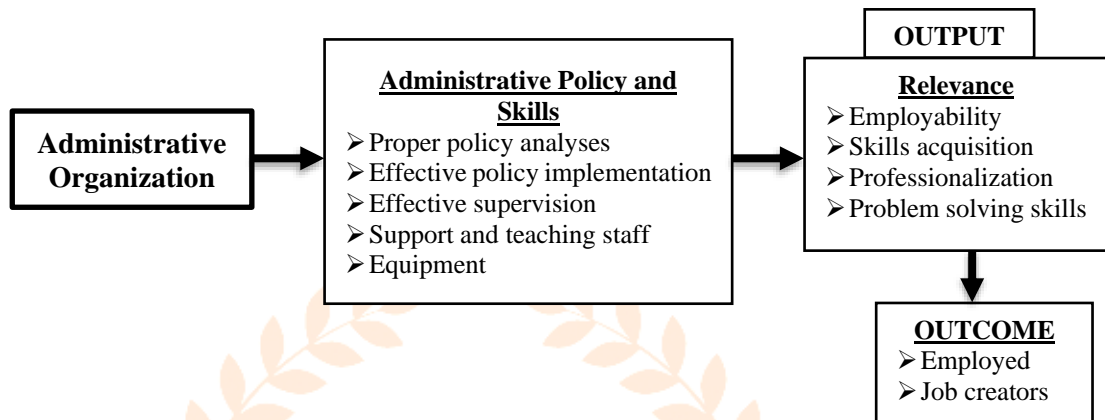 Administrative
Organization
Administrative Policy and
Skills
➢ Proper policy analyses
➢ Effective policy implementation
➢ Effective supervision
➢ Support and teaching staff
➢ Equipment
OUTPUT
Relevance
➢ Employability
➢ Skills acquisition
➢ Professionalization
➢ Problem solving skills
OUTCOME
➢ Employed
➢ Job creators